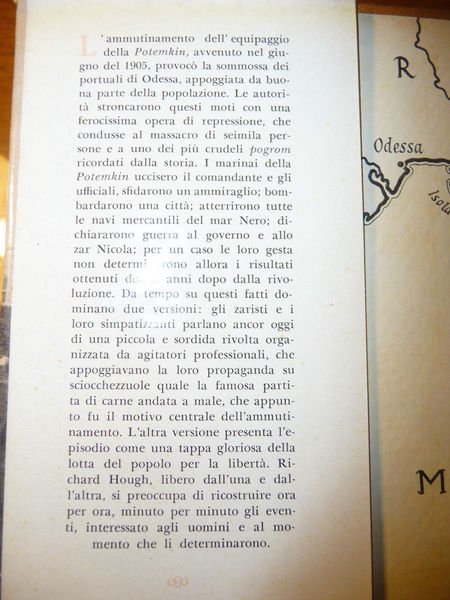 L'ammutinamento dell'equipaggio
della Potemkin, avvenuto nel giu-
gno del 1905, provocò la sommossa dei
portuali di Odessa, appoggiata da buo-
na parte della popolazione. Le autori-
tà stroncarono questi moti con una
ferocissima opera di repressione, che
condusse al massacro di seimila per-
sone e a uno dei più crudeli pogrom
ricordati dalla storia. I marinai della
Potemkin uccisero il comandante e gli
ufficiali, sfidarono un ammiraglio; bom-
bardarono una città; atterrirono tutte
le navi mercantili del mar Nero; di-
chiararono guerra al governo e allo
zar Nicola; per un caso le loro gesta
non determinarono allora i risultati
ottenuti anni dopo dalla rivo-
luzione. Da tempo su questi fatti do-
minano due versioni: gli zaristi e i
loro simpatizzanti parlano ancor oggi
di una piccola e sordida rivolta orga-
nizzata da agitatori professionali, che
appoggiavano la loro propaganda su
sciocchezzuole quale la famosa parti-
ta di carne andata a male, che appun-
to fu il motivo centrale dell'ammuti-
namento. L'altra versione presenta l'e-
pisodio come una tappa gloriosa della
lotta del popolo per la libertà. Ri-
chard Hough, libero dall'una e dal-
l'altra, si preoccupa di ricostruire ora
per ora, minuto per minuto gli even-
ti, interessato agli uomini e al mo-
mento che li determinarono.
R
Odessa
Isola
M